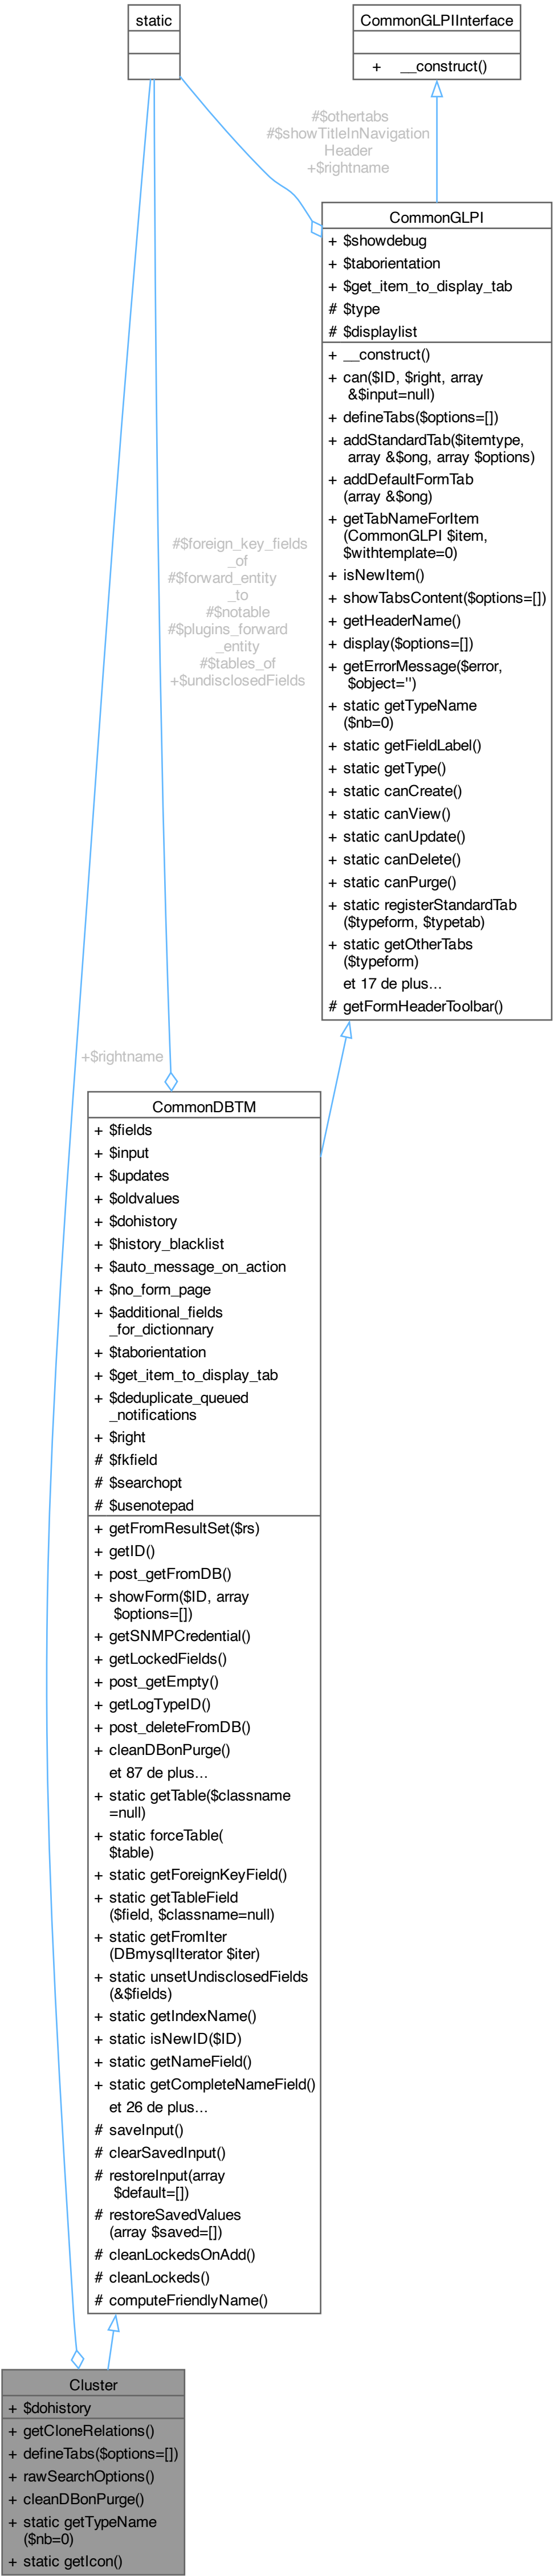 static
CommonGLPIInterface
+ __construct()
#$othertabs
#$showTitleInNavigation
Header
+$rightname
CommonGLPI
+ $showdebug
+ $taborientation
+ $get_item_to_display_tab
# $type
# $displaylist
+ __construct()
+ can($ID, $right, array
&$input=null)
+ defineTabs($options=[])
+ addStandardTab($itemtype,
array &$ong, array $options)
+ addDefaultFormTab
(array &$ong)
+ getTabNameForItem
(CommonGLPI $item,
$withtemplate=0)
+ isNewItem()
+ showTabsContent($options=[])
+ getHeaderName()
+ display($options=[])
+ getErrorMessage($error,
$object='')
+ static getTypeName
($nb=0)
+ static getFieldLabel()
+ static getType()
+ static canCreate()
+ static canView()
+ static canUpdate()
+ static canDelete()
+ static canPurge()
+ static registerStandardTab
($typeform, $typetab)
+ static getOtherTabs
($typeform)
et 17 de plus...
# getFormHeaderToolbar()
#$foreign_key_fields
_of
#$forward_entity
_to
#$notable
#$plugins_forward
_entity
#$tables_of
+$undisclosedFields
+$rightname
CommonDBTM
+ $fields
+ $input
+ $updates
+ $oldvalues
+ $dohistory
+ $history_blacklist
+ $auto_message_on_action
+ $no_form_page
+ $additional_fields
_for_dictionnary
+ $taborientation
+ $get_item_to_display_tab
+ $deduplicate_queued
_notifications
+ $right
# $fkfield
# $searchopt
# $usenotepad
+ getFromResultSet($rs)
+ getID()
+ post_getFromDB()
+ showForm($ID, array
$options=[])
+ getSNMPCredential()
+ getLockedFields()
+ post_getEmpty()
+ getLogTypeID()
+ post_deleteFromDB()
+ cleanDBonPurge()
et 87 de plus...
+ static getTable($classname
=null)
+ static forceTable(
$table)
+ static getForeignKeyField()
+ static getTableField
($field, $classname=null)
+ static getFromIter
(DBmysqlIterator $iter)
+ static unsetUndisclosedFields
(&$fields)
+ static getIndexName()
+ static isNewID($ID)
+ static getNameField()
+ static getCompleteNameField()
et 26 de plus...
# saveInput()
# clearSavedInput()
# restoreInput(array
$default=[])
# restoreSavedValues
(array $saved=[])
# cleanLockedsOnAdd()
# cleanLockeds()
# computeFriendlyName()
Cluster
+ $dohistory
+ getCloneRelations()
+ defineTabs($options=[])
+ rawSearchOptions()
+ cleanDBonPurge()
+ static getTypeName
($nb=0)
+ static getIcon()